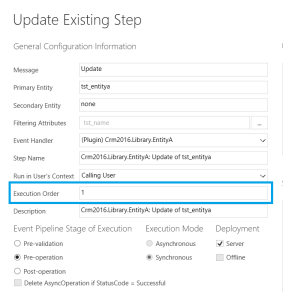 Update Existing Step
General Configuration Information
Message Update
Primary Entity tst_entitya
Secondary Entity none
Filtering Attributes tst_name ...
Event Handler (Plugin) Crm2016.Library.EntityA
Step Name Crm2016.Library.EntityA: Update of tst_entitya
Run in User's Context Calling User
Execution Order 1
Description Crm2016.Library.EntityA: Update of tst_entitya
Event Pipeline Stage of Execution Execution Mode Deployment
Pre-validation Asynchronous Server
Pre-operation Synchronous Offline
Post-operation
Delete AsyncOperation if StatusCode = Successful